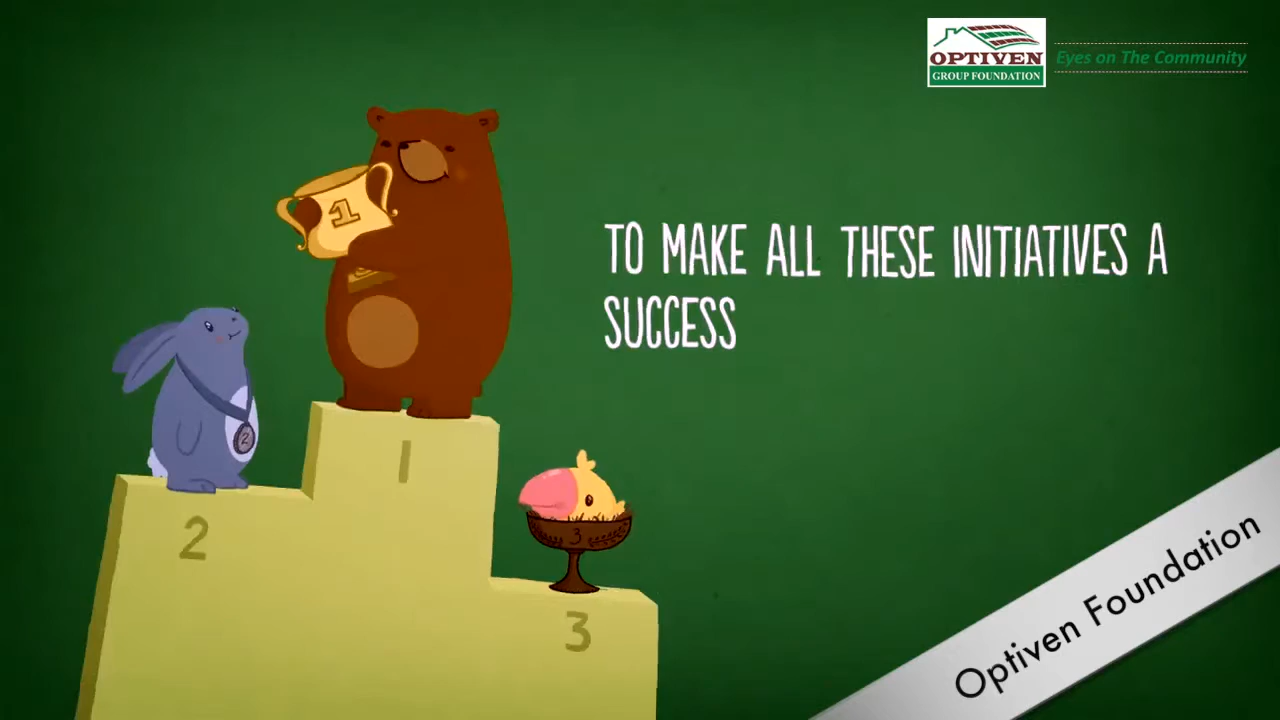 OPTIVEN
GROUP FOUNDATION
Eyes on The Community
1
TO MAKE ALL THESE INITIATIVES A
SUCCESS
2
1
2
3
3
Optiven Foundation